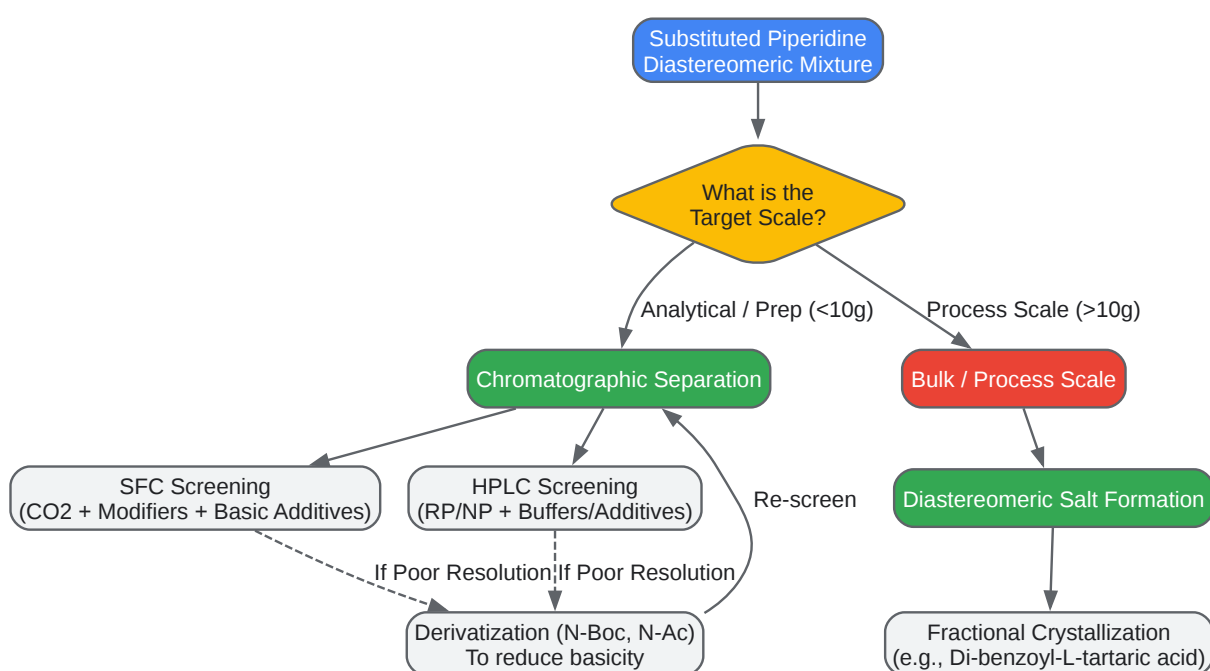 Substituted Piperidine
Diastereomeric Mixture
What is the
Target Scale?
Analytical / Prep (<10g)
Process Scale (>10g)
Chromatographic Separation
Bulk / Process Scale
SFC Screening
(CO2 + Modifiers + Basic Additives)
HPLC Screening
(RP/NP + Buffers/Additives)
Re-screen
Diastereomeric Salt Formation
If Poor Resolution
If Poor Resolution
Derivatization (N-Boc, N-Ac)
To reduce basicity
Fractional Crystallization
(e.g., Di-benzoyl-L-tartaric acid)